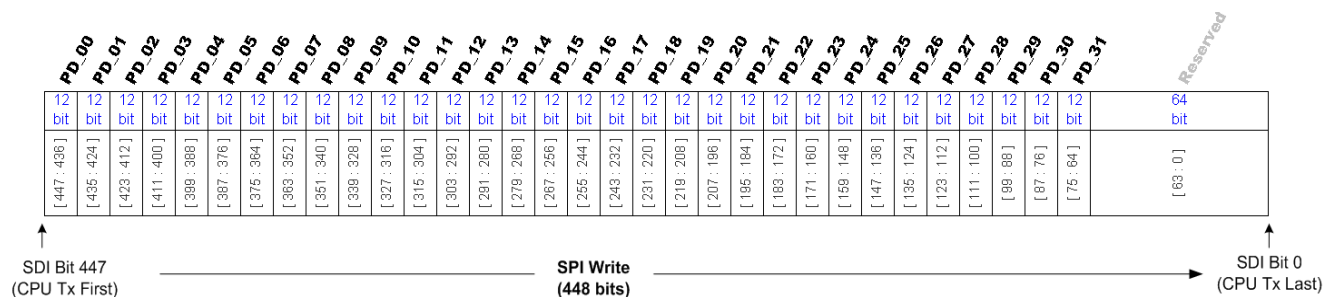 PD_00 PD_01 PD_02 PD_03 PD_04 PD_05 PD_06 PD_07 PD_08 PD_09 PD_10 PD_11 PD_12 PD_13 PD_14 PD_15 PD_16 PD_17 PD_18 PD_19 PD_20 PD_21 PD_22 PD_23 PD_24 PD_25 PD_26 PD_27 PD_28 PD_29 PD_30 PD_31 Reserved
12 12 12 12 12 12 12 12 12 12 12 12 12 12 12 12 12 12 12 12 12 12 12 12 12 12 12 12 12 12 12 12 64
bit bit bit bit bit bit bit bit bit bit bit bit bit bit bit bit bit bit bit bit bit bit bit bit bit bit bit bit bit bit bit bit bit
[ 447 : 436 ] [ 435 : 424 ] [ 423 : 412 ] [ 411 : 400 ] [ 399 : 388 ] [ 387 : 376 ] [ 375 : 364 ] [ 363 : 352 ] [ 351 : 340 ] [ 339 : 328 ] [ 327 : 316 ] [ 315 : 304 ] [ 303 : 292 ] [ 291 : 280 ] [ 279 : 268 ] [ 267 : 256 ] [ 255 : 244 ] [ 243 : 232 ] [ 231 : 220 ] [ 219 : 208 ] [ 207 : 196 ] [ 195 : 184 ] [ 183 : 172 ] [ 171 : 160 ] [ 159 : 148 ] [ 147 : 136 ] [ 135 : 124 ] [ 123 : 112 ] [ 111 : 100 ] [ 99 : 88 ] [ 87 : 76 ] [ 75 : 64 ] [ 63 : 0 ]
SDI Bit 447
(CPU Tx First)
SPI Write
(448 bits)
SDI Bit 0
(CPU Tx Last)